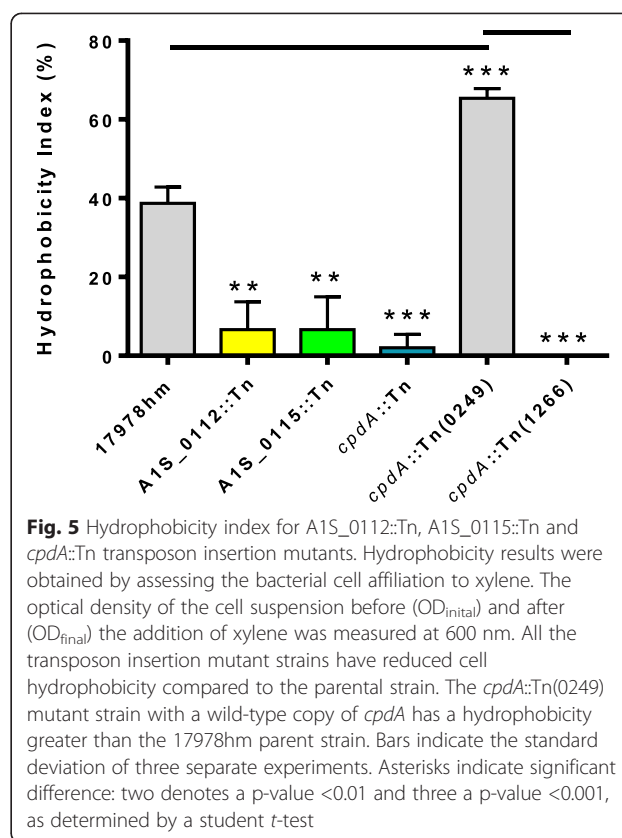 80
60
40
20
0
Hydrophobicity Index (%)
**
**
***
***
***
17978hm
A1S_0112::Tn
A1S_0115::Tn
cpdA::Tn
cpdA::Tn(0249)
cpdA::Tn(1266)
Fig. 5 Hydrophobicity index for A1S_0112::Tn, A1S_0115::Tn and
cpdA::Tn transposon insertion mutants. Hydrophobicity results were
obtained by assessing the bacterial cell affiliation to xylene. The
optical density of the cell suspension before (ODinital) and after
(ODfinal) the addition of xylene was measured at 600 nm. All the
transposon insertion mutant strains have reduced cell
hydrophobicity compared to the parental strain. The cpdA::Tn(0249)
mutant strain with a wild-type copy of cpdA has a hydrophobicity
greater than the 17978hm parent strain. Bars indicate the standard
deviation of three separate experiments. Asterisks indicate significant
difference: two denotes a p-value <0.01 and three a p-value <0.001,
as determined by a student t-test